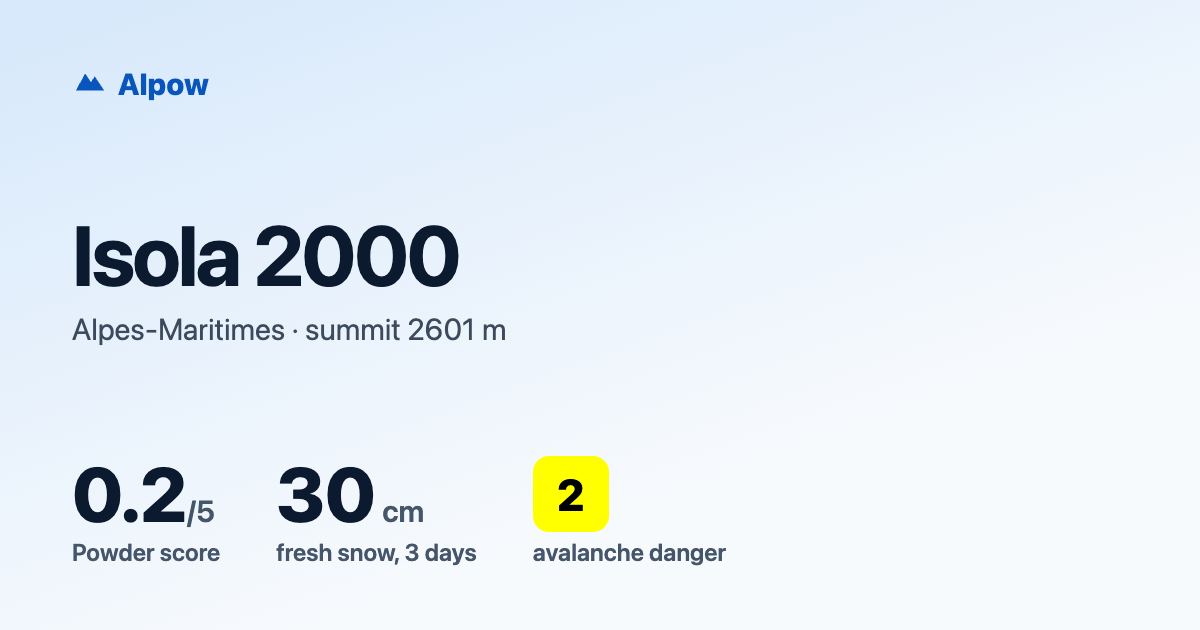 Alpow
Isola 2000
Alpes-Maritimes · summit 2601 m
0.2/5
Powder score
30 cm
fresh snow, 3 days
2
avalanche danger